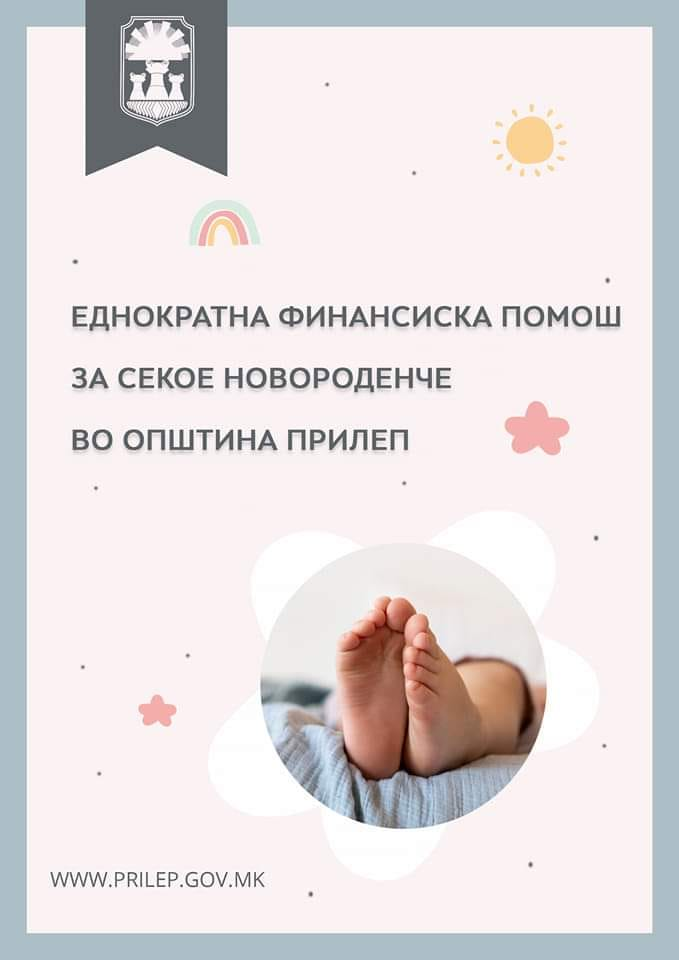 ЕДНОКРАТНА ФИНАНСИСКА ПОМОШ
ЗА СЕКОЕ НОВОРОДЕНЧЕ
ВО ОПШТИНА ПРИЛЕП
WWW.PRILEP.GOV.MK